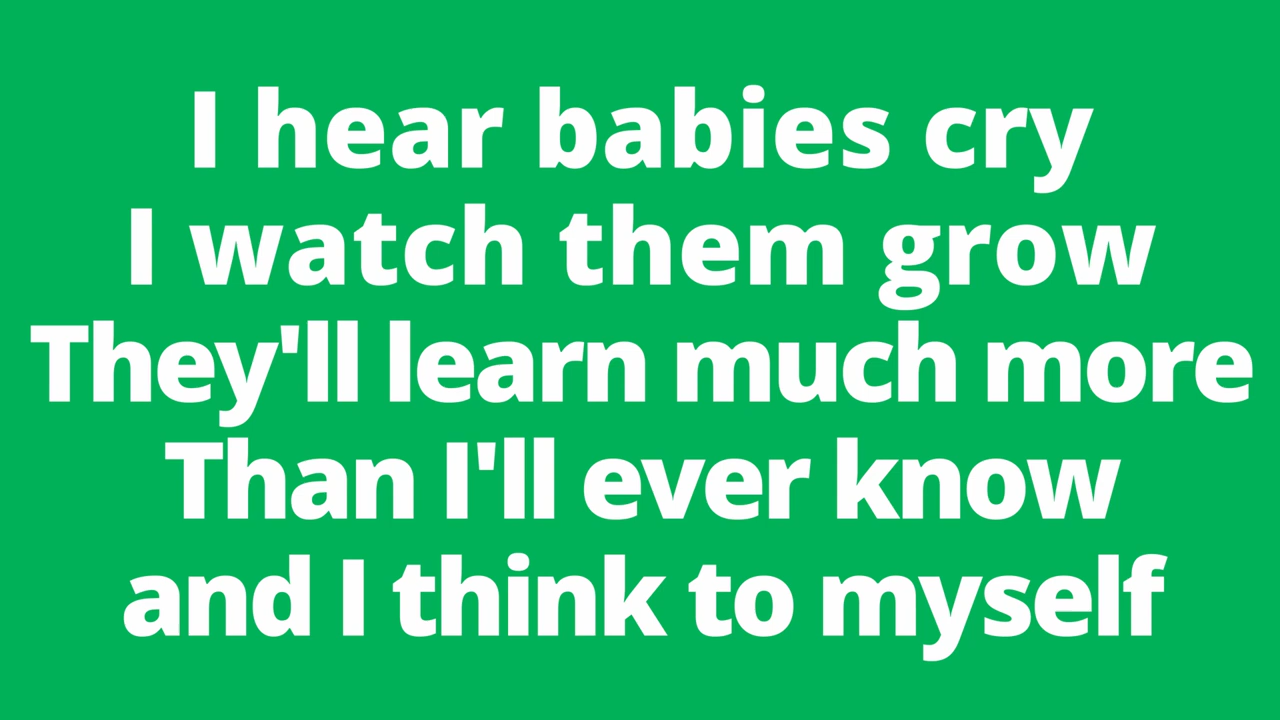 I hear babies cry
I watch them grow
They'll learn much more
Than I'll ever know
and I think to myself